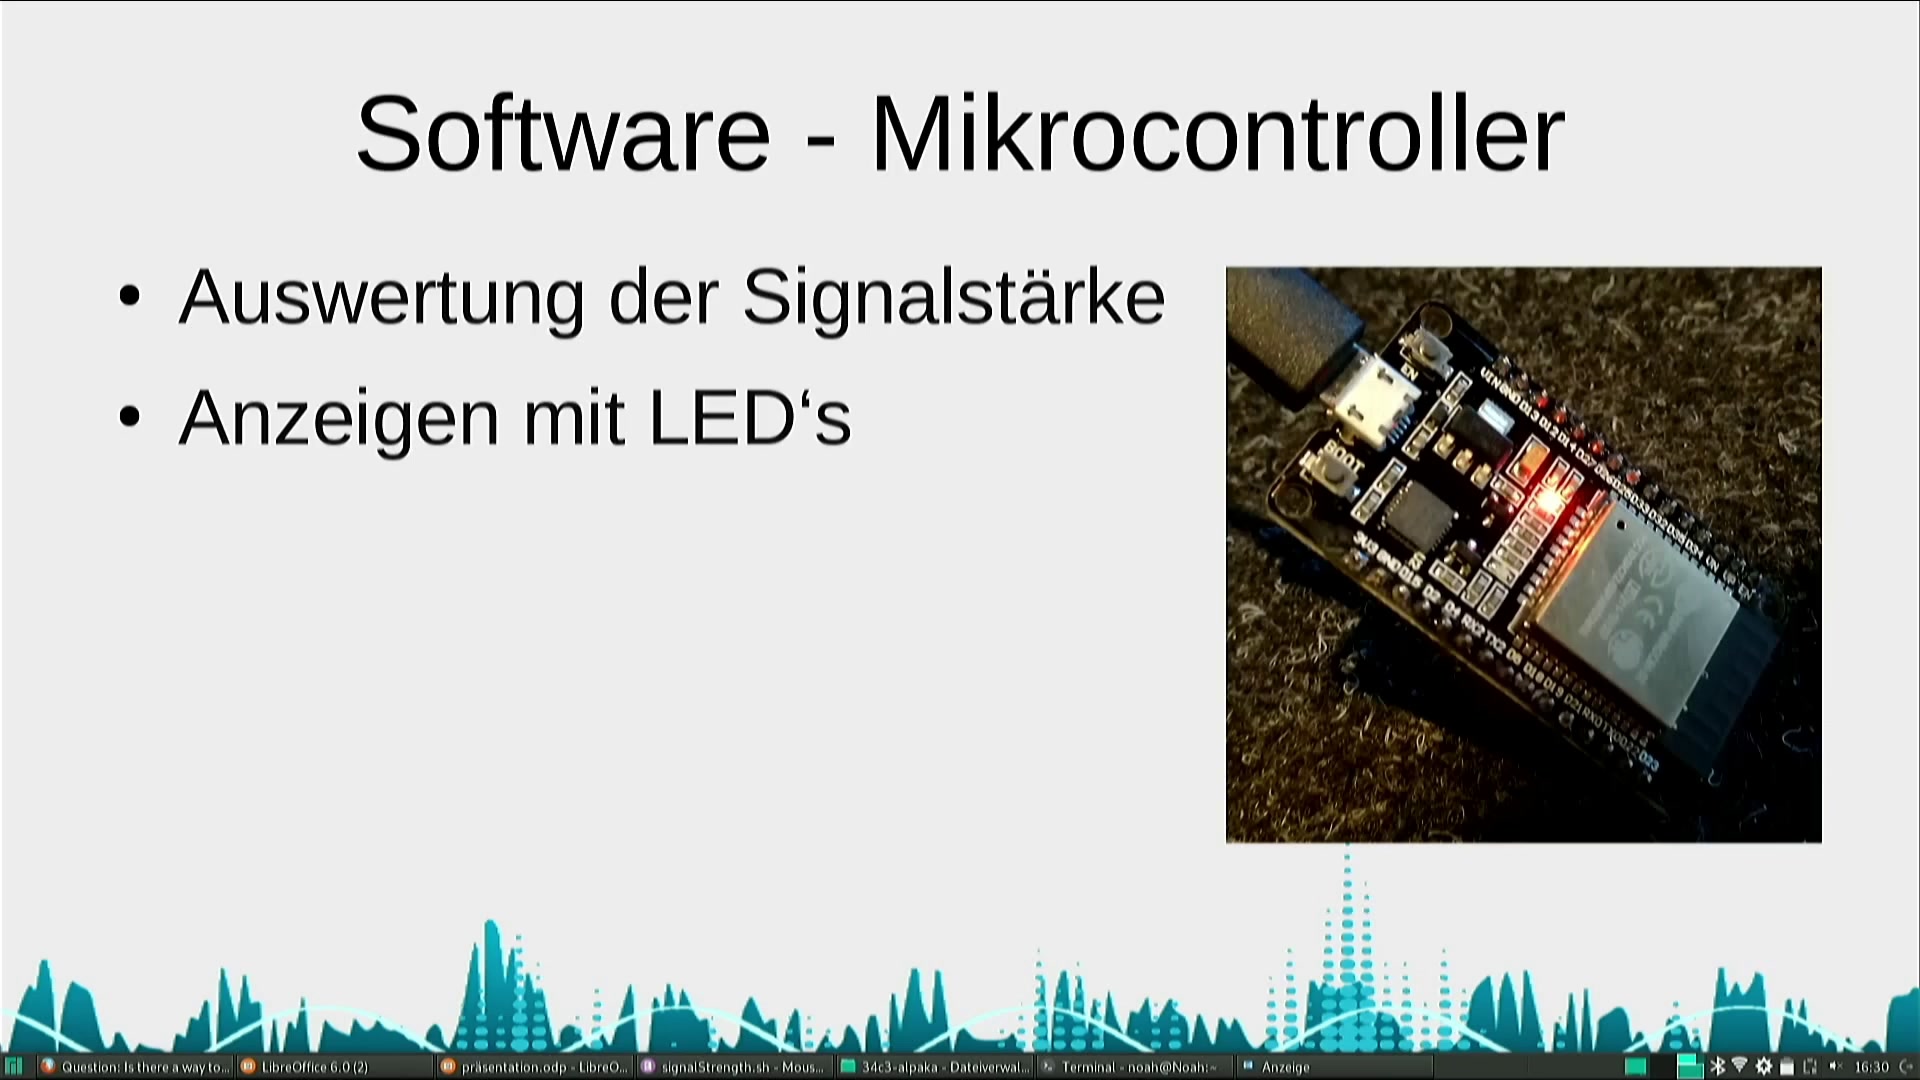 Software - Mikrocontroller
• Auswertung der Signalstärke
• Anzeigen mit LED‘s
EN
BOOT
VIN GND D13 D12 D14 D27 D26 D25 D33 D32 D35 D34 VN VP EN
3V3 GND D15 D2 D4 RX2 TX2 D5 D18 D19 D21 RX0 TX0 D22 D23
Question: Is there a way to...
LibreOffice 6.0 (2)
präsentation.odp - LibreO...
signalStrength.sh - Mous...
34c3-alpaka - Dateiverwal...
Terminal - noah@Noah:~
Anzeige
16:30